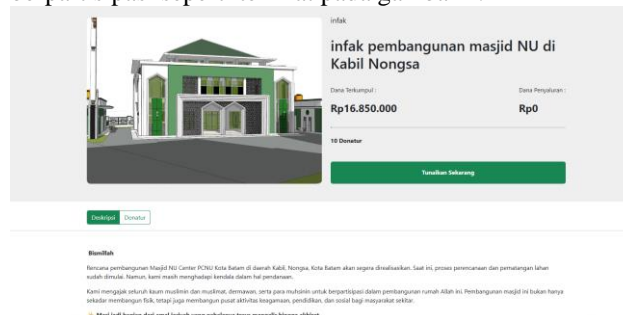 infak
infak pembangunan masjid NU di
Kabil Nongsa
Dana Terkumpul :
Dana Penyaluran :
Rp16.850.000
Rp0
10 Donatur
Tunaikan Sekarang
Deskripsi
Donatur
Bismillah
Rencana pembangunan Masjid NU Center PCNU Kota Batam di daerah Kabil, Nongsa, Kota Batam akan segera direalisasikan. Saat ini, proses perencanaan dan pematangan lahan
sudah dimulai. Namun, kami masih menghadapi kendala dalam hal pendanaan.
Kami mengajak seluruh kaum muslimin dan muslimat, dermawan, serta para muhsinin untuk berpartisipasi dalam pembangunan rumah Allah ini. Pembangunan masjid ini bukan hanya
sekadar membangun fisik, tetapi juga membangun pusat aktivitas keagamaan, pendidikan, dan sosial bagi masyarakat sekitar.